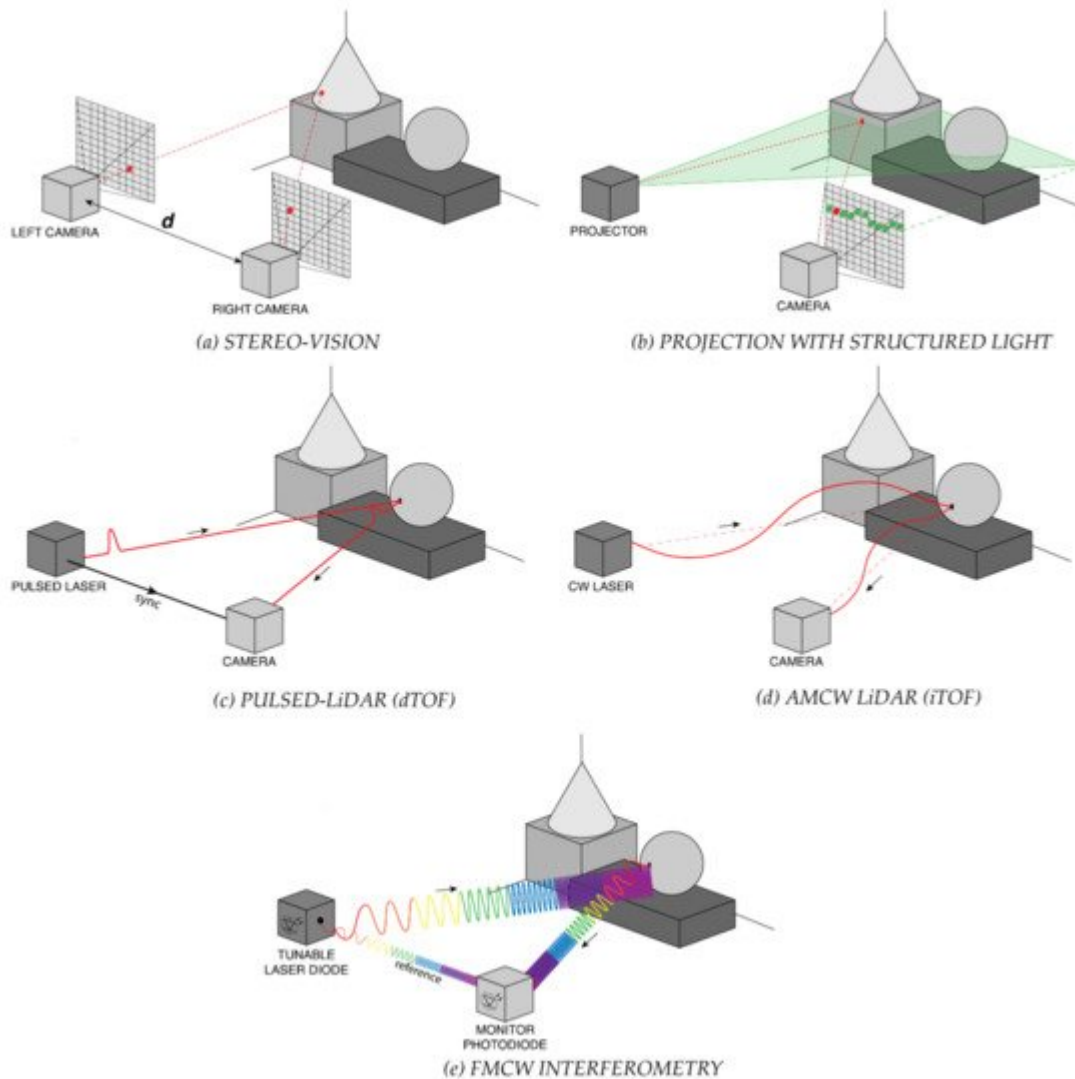 d
LEFT CAMERA
RIGHT CAMERA
(a) STEREO-VISION
PROJECTOR
CAMERA
(b) PROJECTION WITH STRUCTURED LIGHT
PULSED LASER
sync
CAMERA
(c) PULSED-LiDAR (dTOF)
CW LASER
CAMERA
(d) AMCW LiDAR (iTOF)
TUNABLE
LASER DIODE
reference
MONITOR
PHOTODIODE
(e) FMCW INTERFEROMETRY